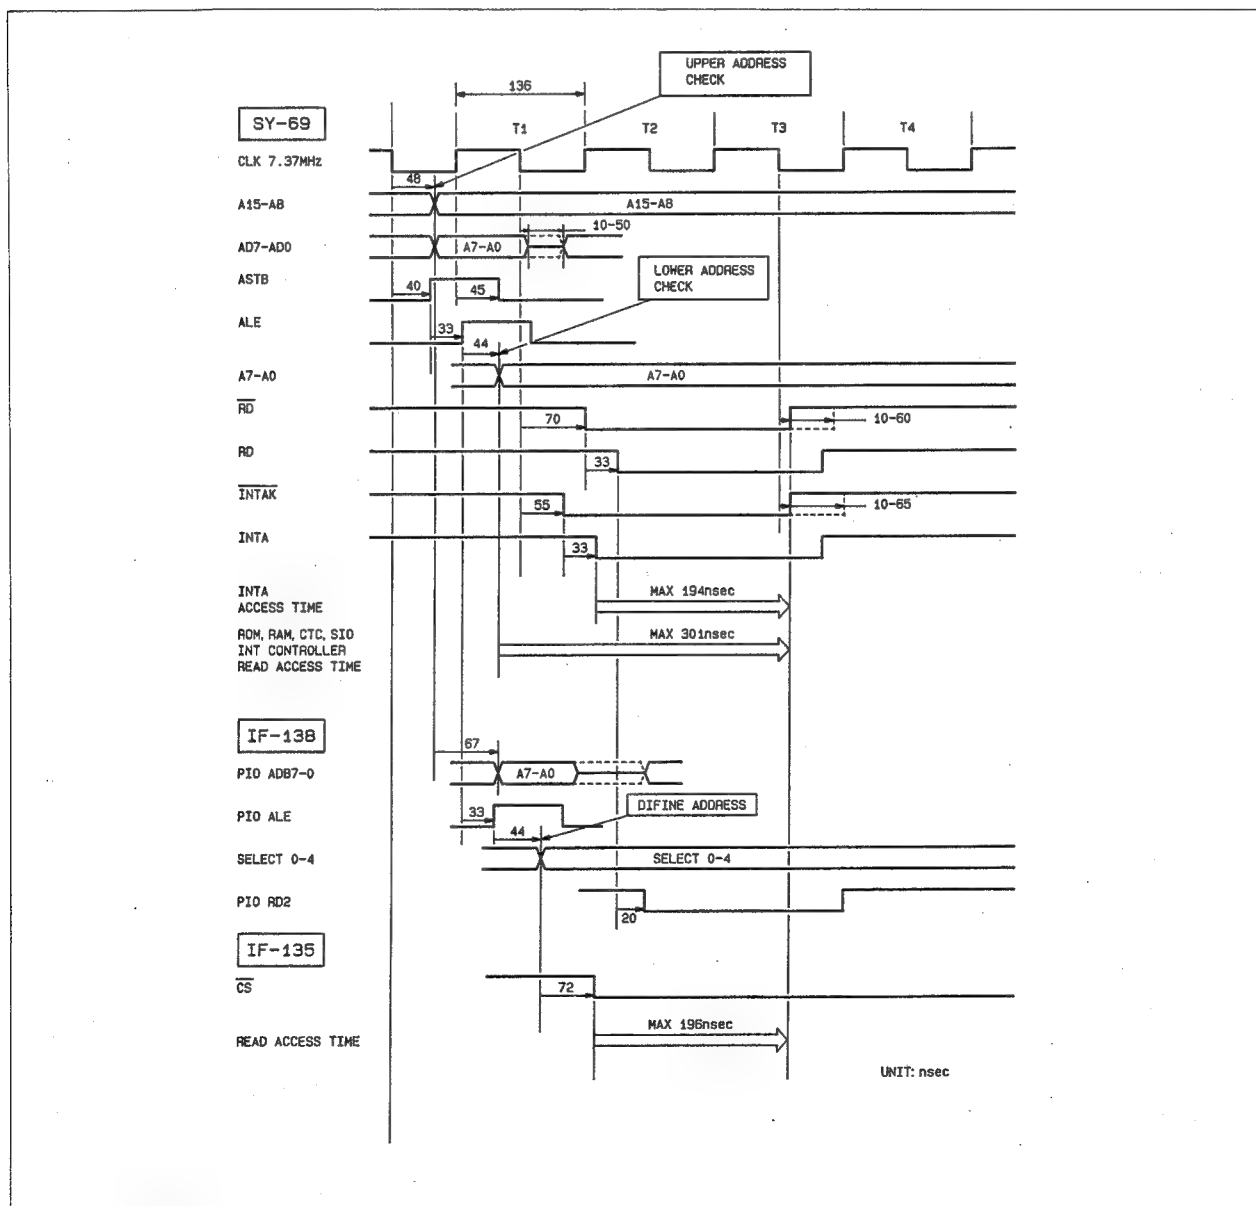 UPPER ADDRESS
CHECK
136
SY-69
T1 T2 T3 T4
CLK 7.37MHz
48
A15-A8 A15-A8
10-50
AD7-AD0 A7-A0
LOWER ADDRESS
CHECK
ASTB
40 45
ALE
33
44
A7-A0 A7-A0
RD
70 10-60
RD
33
INTAK
55 10-65
INTA
33
INTA
ACCESS TIME
MAX 194nsec
ROM, RAM, CTC, SIO
INT CONTROLLER
READ ACCESS TIME
MAX 301nsec
IF-138
67
PIO ADB7-0 A7-A0
DIFINE ADDRESS
PIO ALE
33
44
SELECT 0-4 SELECT 0-4
PIO RD2
20
IF-135
CS
72
MAX 196nsec
READ ACCESS TIME
UNIT: nsec